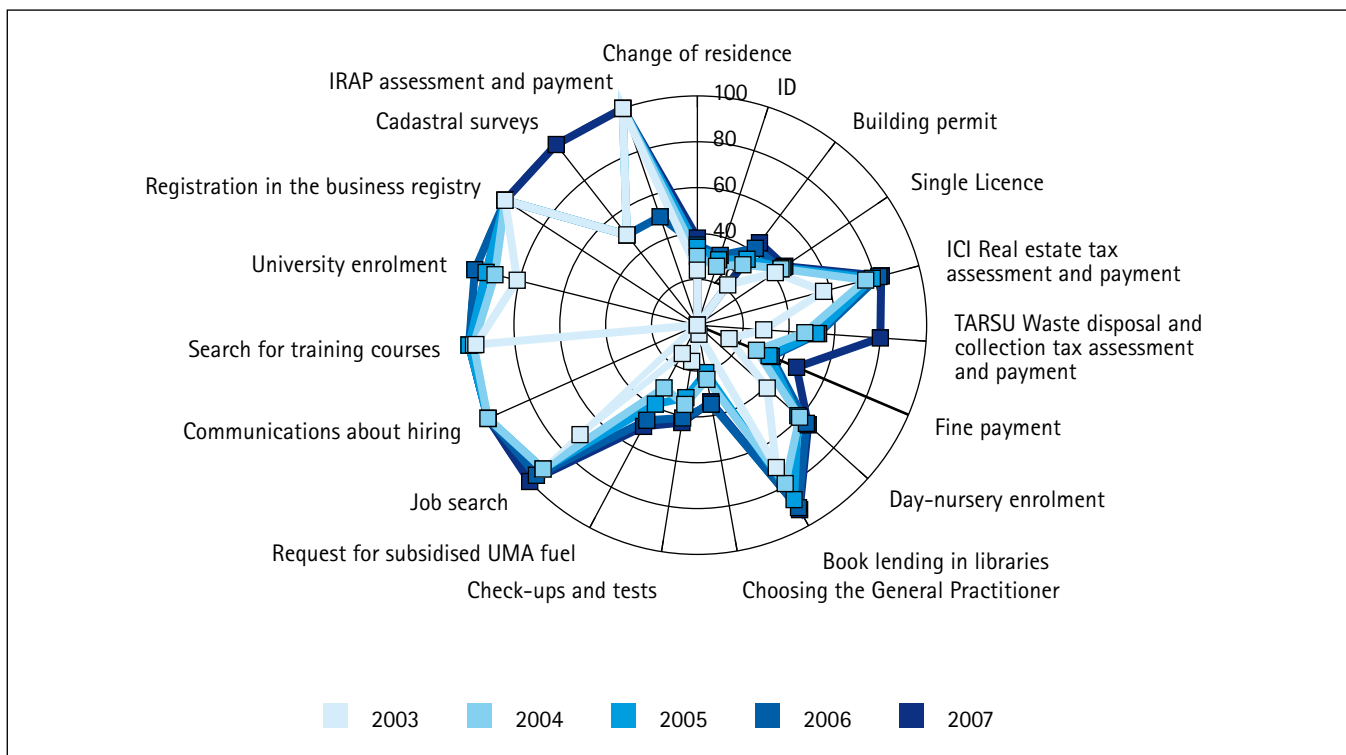 Change of residence
IRAP assessment and payment
ID
100
Cadastral surveys
Building permit
80
Registration in the business registry
Single Licence
60
40
University enrolment
ICI Real estate tax
assessment and payment
Search for training courses
TARSU Waste disposal and
collection tax assessment
and payment
Communications about hiring
Fine payment
Job search
Day-nursery enrolment
Request for subsidised UMA fuel
Book lending in libraries
Check-ups and tests
Choosing the General Practitioner
2003
2004
2005
2006
2007